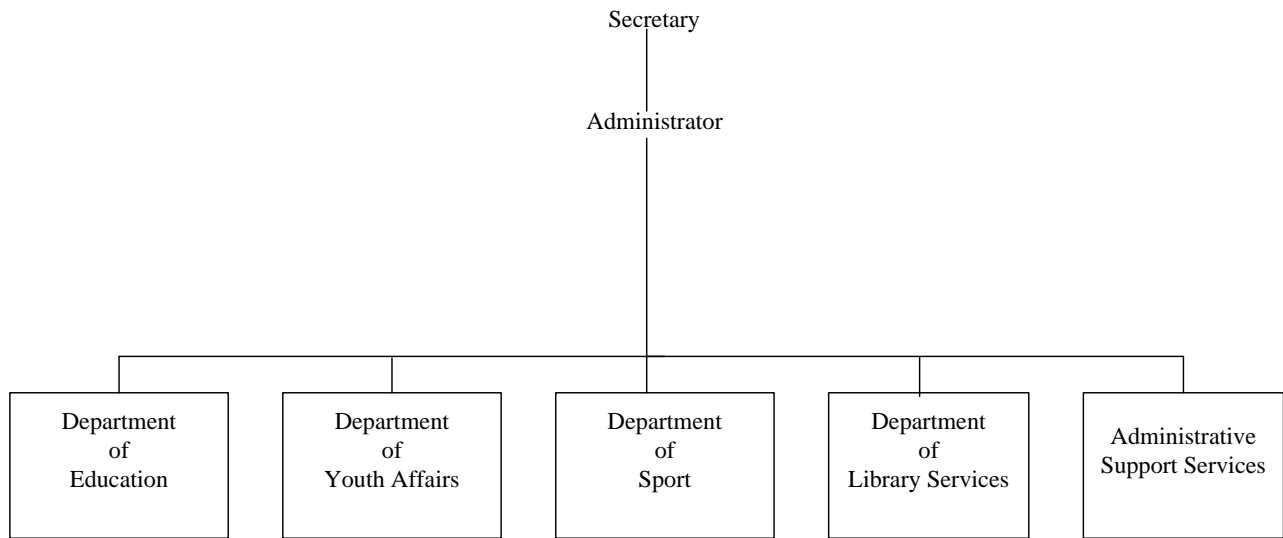 Secretary
Administrator
Department
of
Education
Department
of
Youth Affairs
Department
of
Sport
Department
of
Library Services
Administrative
Support Services